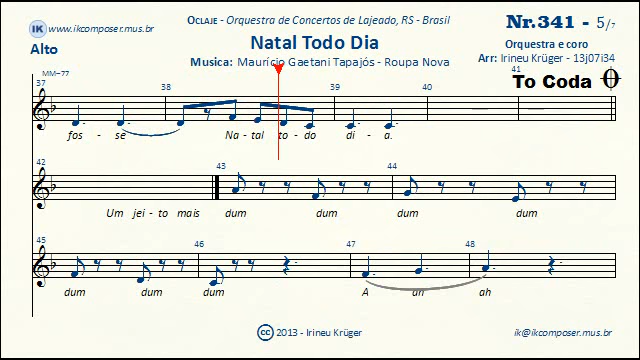 IK www.ikcomposer.mus.br
OCLAJE - Orquestra de Concertos de Lajeado, RS - Brasil
Nr.341 - 5/7
Natal Todo Dia
Alto
Orquestra e coro
Musica: Maurício Gaetani Tapajós - Roupa Nova
Arr: Irineu Krüger - 13j07i34
MM=77
37 38 39 40 41
To Coda
fos - se Na - tal to - do di - a.
42 43 44
Um jei - to mais dum dum dum dum
45 46 47 48
dum dum dum A ah ah
cc 2013 - Irineu Krüger
ik@ikcomposer.mus.br